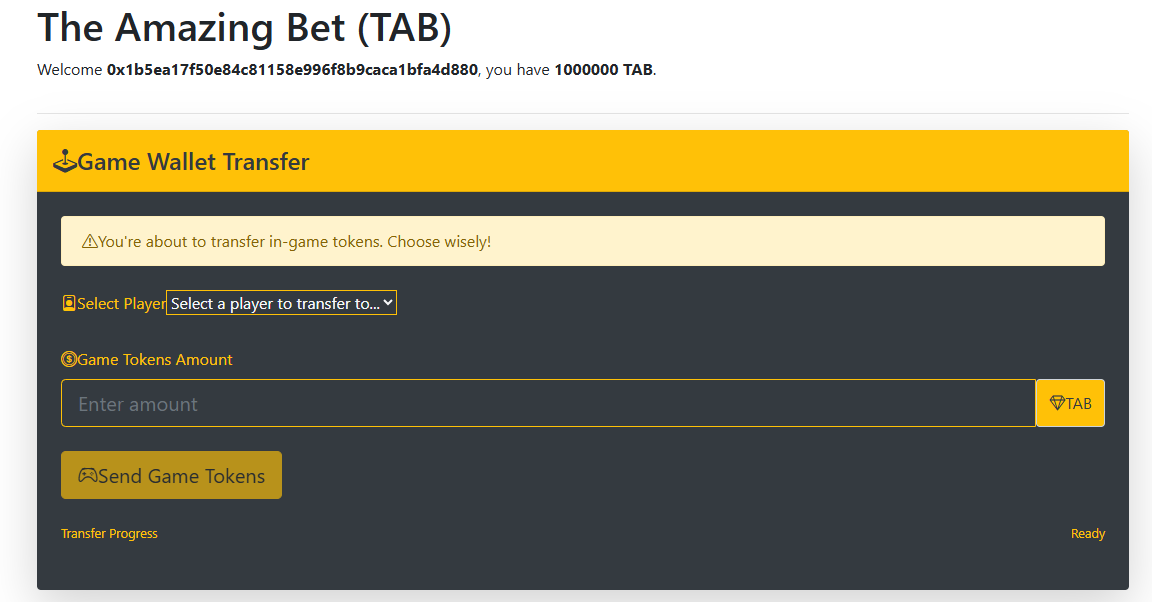 The Amazing Bet (TAB)
Welcome 0x1b5ea17f50e84c81158e996f8b9caca1bfa4d880, you have 1000000 TAB.
Game Wallet Transfer
You're about to transfer in-game tokens. Choose wisely!
Select Player Select a player to transfer to...
Game Tokens Amount
Enter amount TAB
Send Game Tokens
Transfer Progress Ready